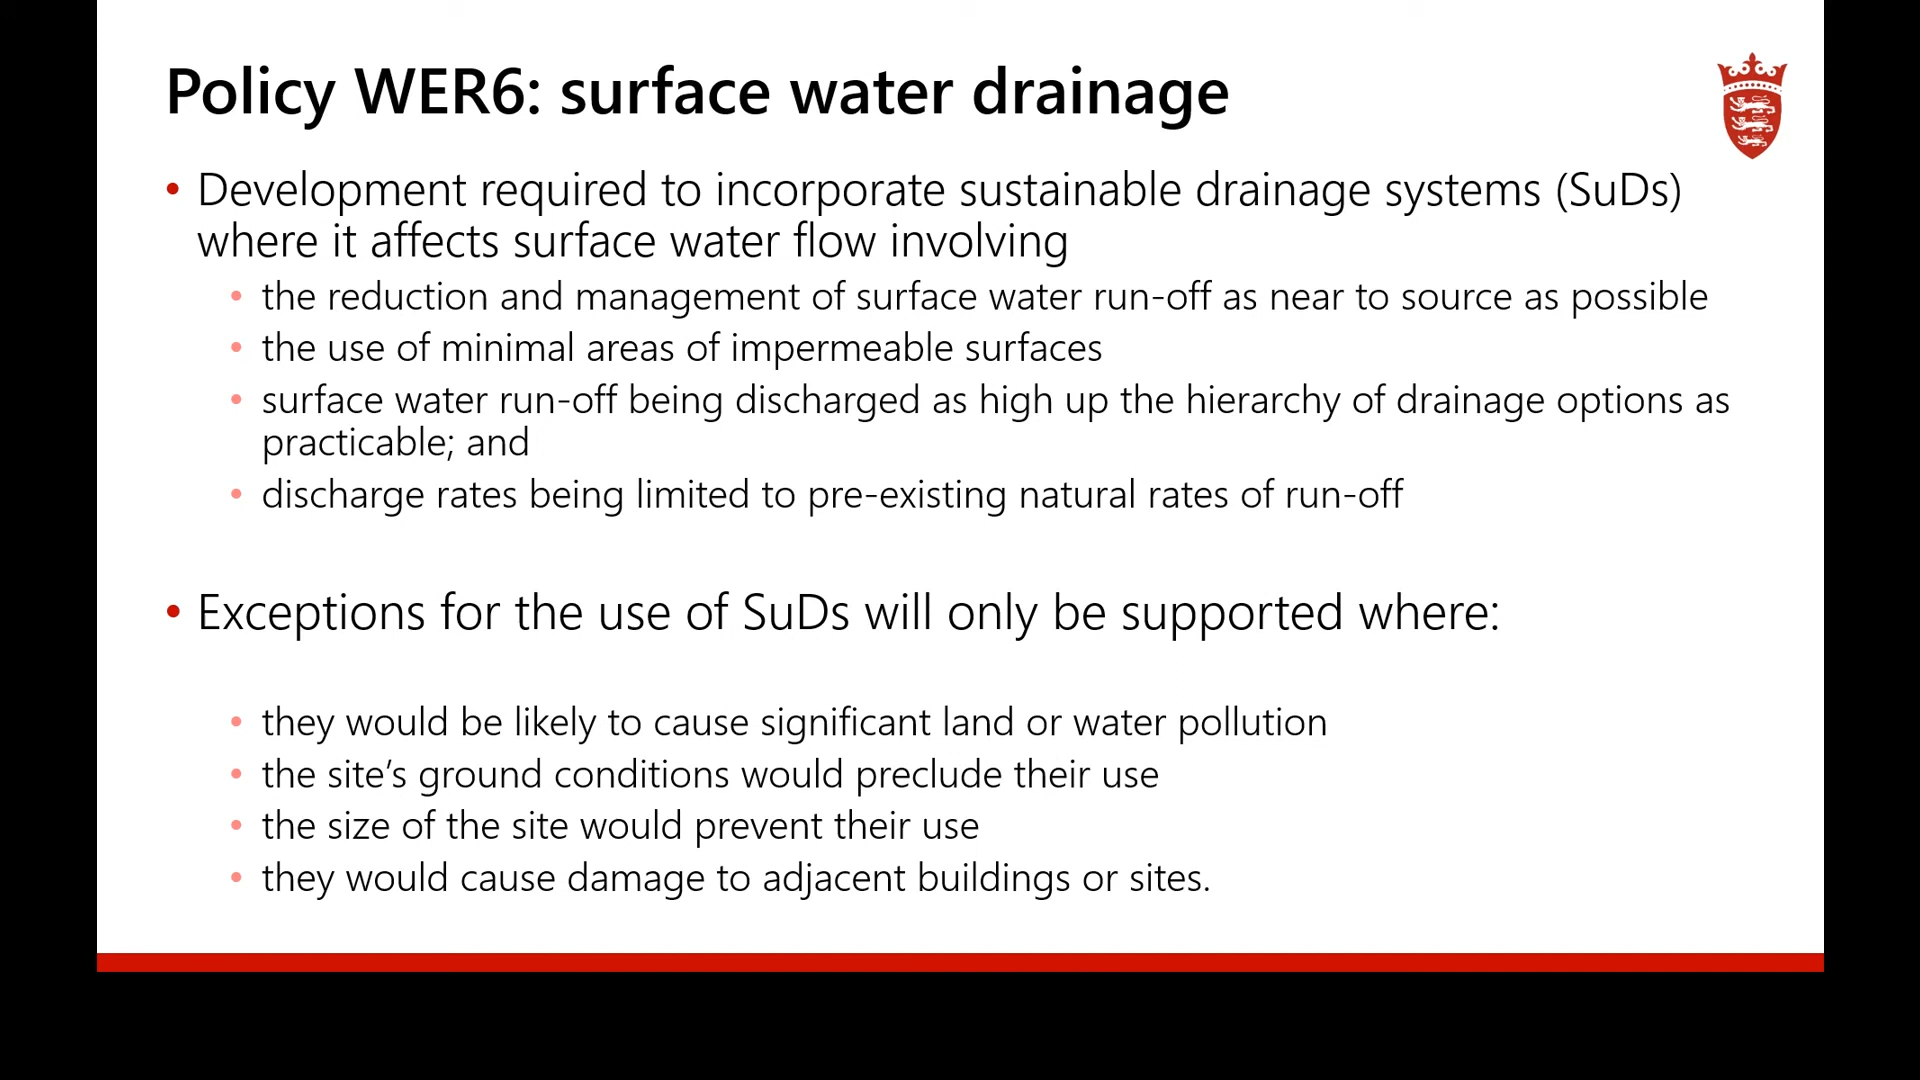 Policy WER6: surface water drainage
• Development required to incorporate sustainable drainage systems (SuDs)
where it affects surface water flow involving
• the reduction and management of surface water run-off as near to source as possible
• the use of minimal areas of impermeable surfaces
• surface water run-off being discharged as high up the hierarchy of drainage options as
practicable; and
• discharge rates being limited to pre-existing natural rates of run-off
• Exceptions for the use of SuDs will only be supported where:
• they would be likely to cause significant land or water pollution
• the site’s ground conditions would preclude their use
• the size of the site would prevent their use
• they would cause damage to adjacent buildings or sites.